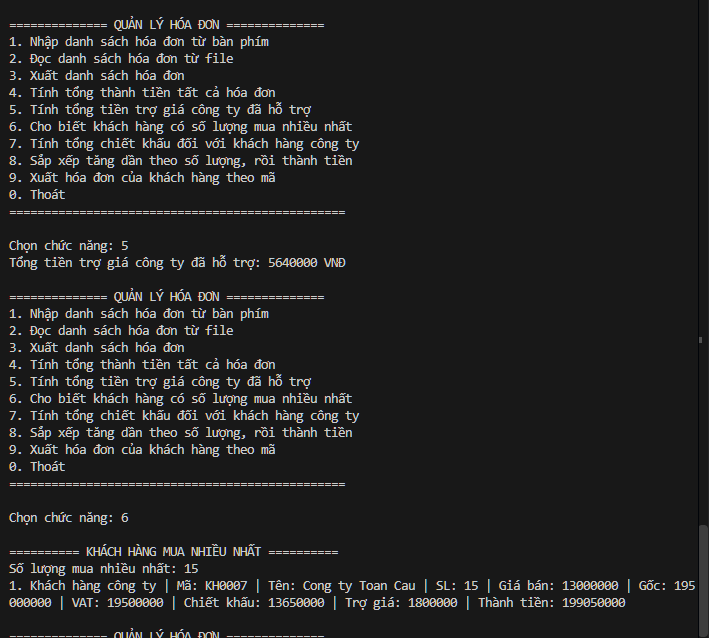 ============== QUẢN LÝ HÓA ĐƠN ==============
1. Nhập danh sách hóa đơn từ bàn phím
2. Đọc danh sách hóa đơn từ file
3. Xuất danh sách hóa đơn
4. Tính tổng thành tiền tất cả hóa đơn
5. Tính tổng tiền trợ giá công ty đã hỗ trợ
6. Cho biết khách hàng có số lượng mua nhiều nhất
7. Tính tổng chiết khấu đối với khách hàng công ty
8. Sắp xếp tăng dần theo số lượng, rồi thành tiền
9. Xuất hóa đơn của khách hàng theo mã
0. Thoát
================================================
Chọn chức năng: 5
Tổng tiền trợ giá công ty đã hỗ trợ: 5640000 VNĐ
============== QUẢN LÝ HÓA ĐƠN ==============
1. Nhập danh sách hóa đơn từ bàn phím
2. Đọc danh sách hóa đơn từ file
3. Xuất danh sách hóa đơn
4. Tính tổng thành tiền tất cả hóa đơn
5. Tính tổng tiền trợ giá công ty đã hỗ trợ
6. Cho biết khách hàng có số lượng mua nhiều nhất
7. Tính tổng chiết khấu đối với khách hàng công ty
8. Sắp xếp tăng dần theo số lượng, rồi thành tiền
9. Xuất hóa đơn của khách hàng theo mã
0. Thoát
================================================
Chọn chức năng: 6
========== KHÁCH HÀNG MUA NHIỀU NHẤT ==========
Số lượng mua nhiều nhất: 15
1. Khách hàng công ty | Mã: KH0007 | Tên: Cong ty Toan Cau | SL: 15 | Giá bán: 13000000 | Gốc: 195
000000 | VAT: 19500000 | Chiết khấu: 13650000 | Trợ giá: 1800000 | Thành tiền: 199050000
============== QUẢN LÝ HÓA ĐƠN ==============